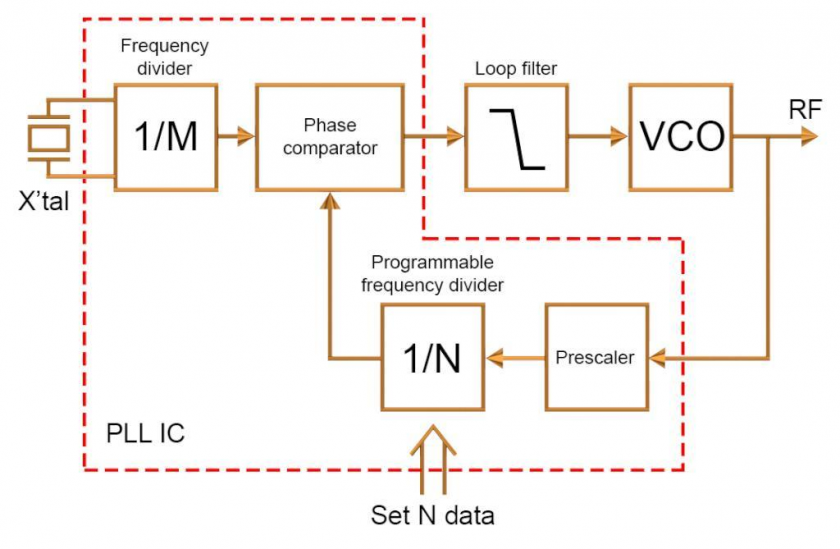 Frequency
divider
1/M
X'tal
Phase
comparator
Loop filter
VCO
RF
Programmable
frequency divider
1/N
Prescaler
PLL IC
Set N data